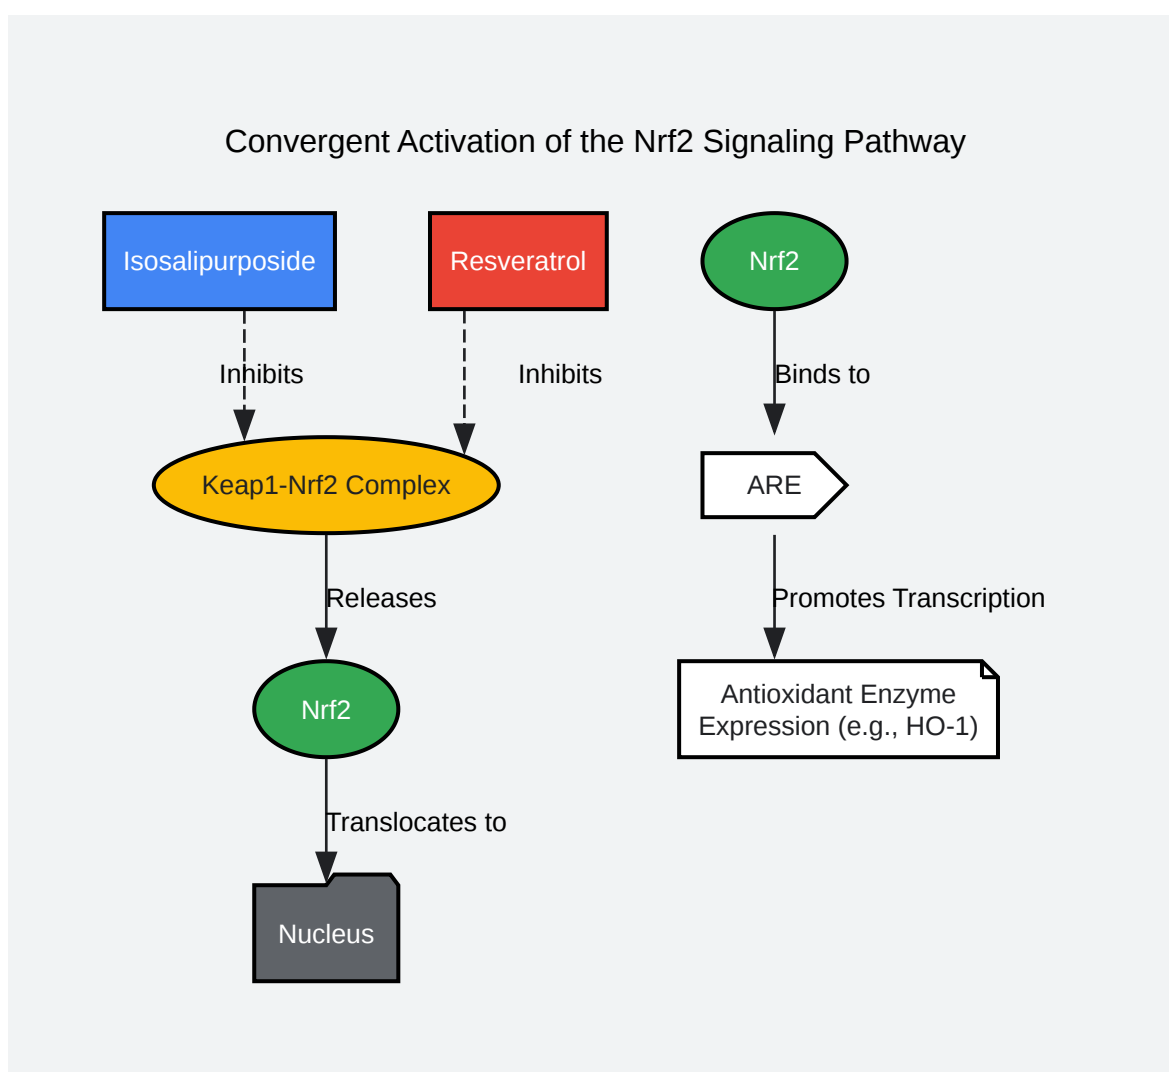 Convergent Activation of the Nrf2 Signaling Pathway
Isosalipurposide
Resveratrol
Nrf2
Inhibits
Inhibits
Binds to
Keap1-Nrf2 Complex
ARE
Releases
Promotes Transcription
Nrf2
Antioxidant Enzyme
Expression (e.g., HO-1)
Translocates to
Nucleus